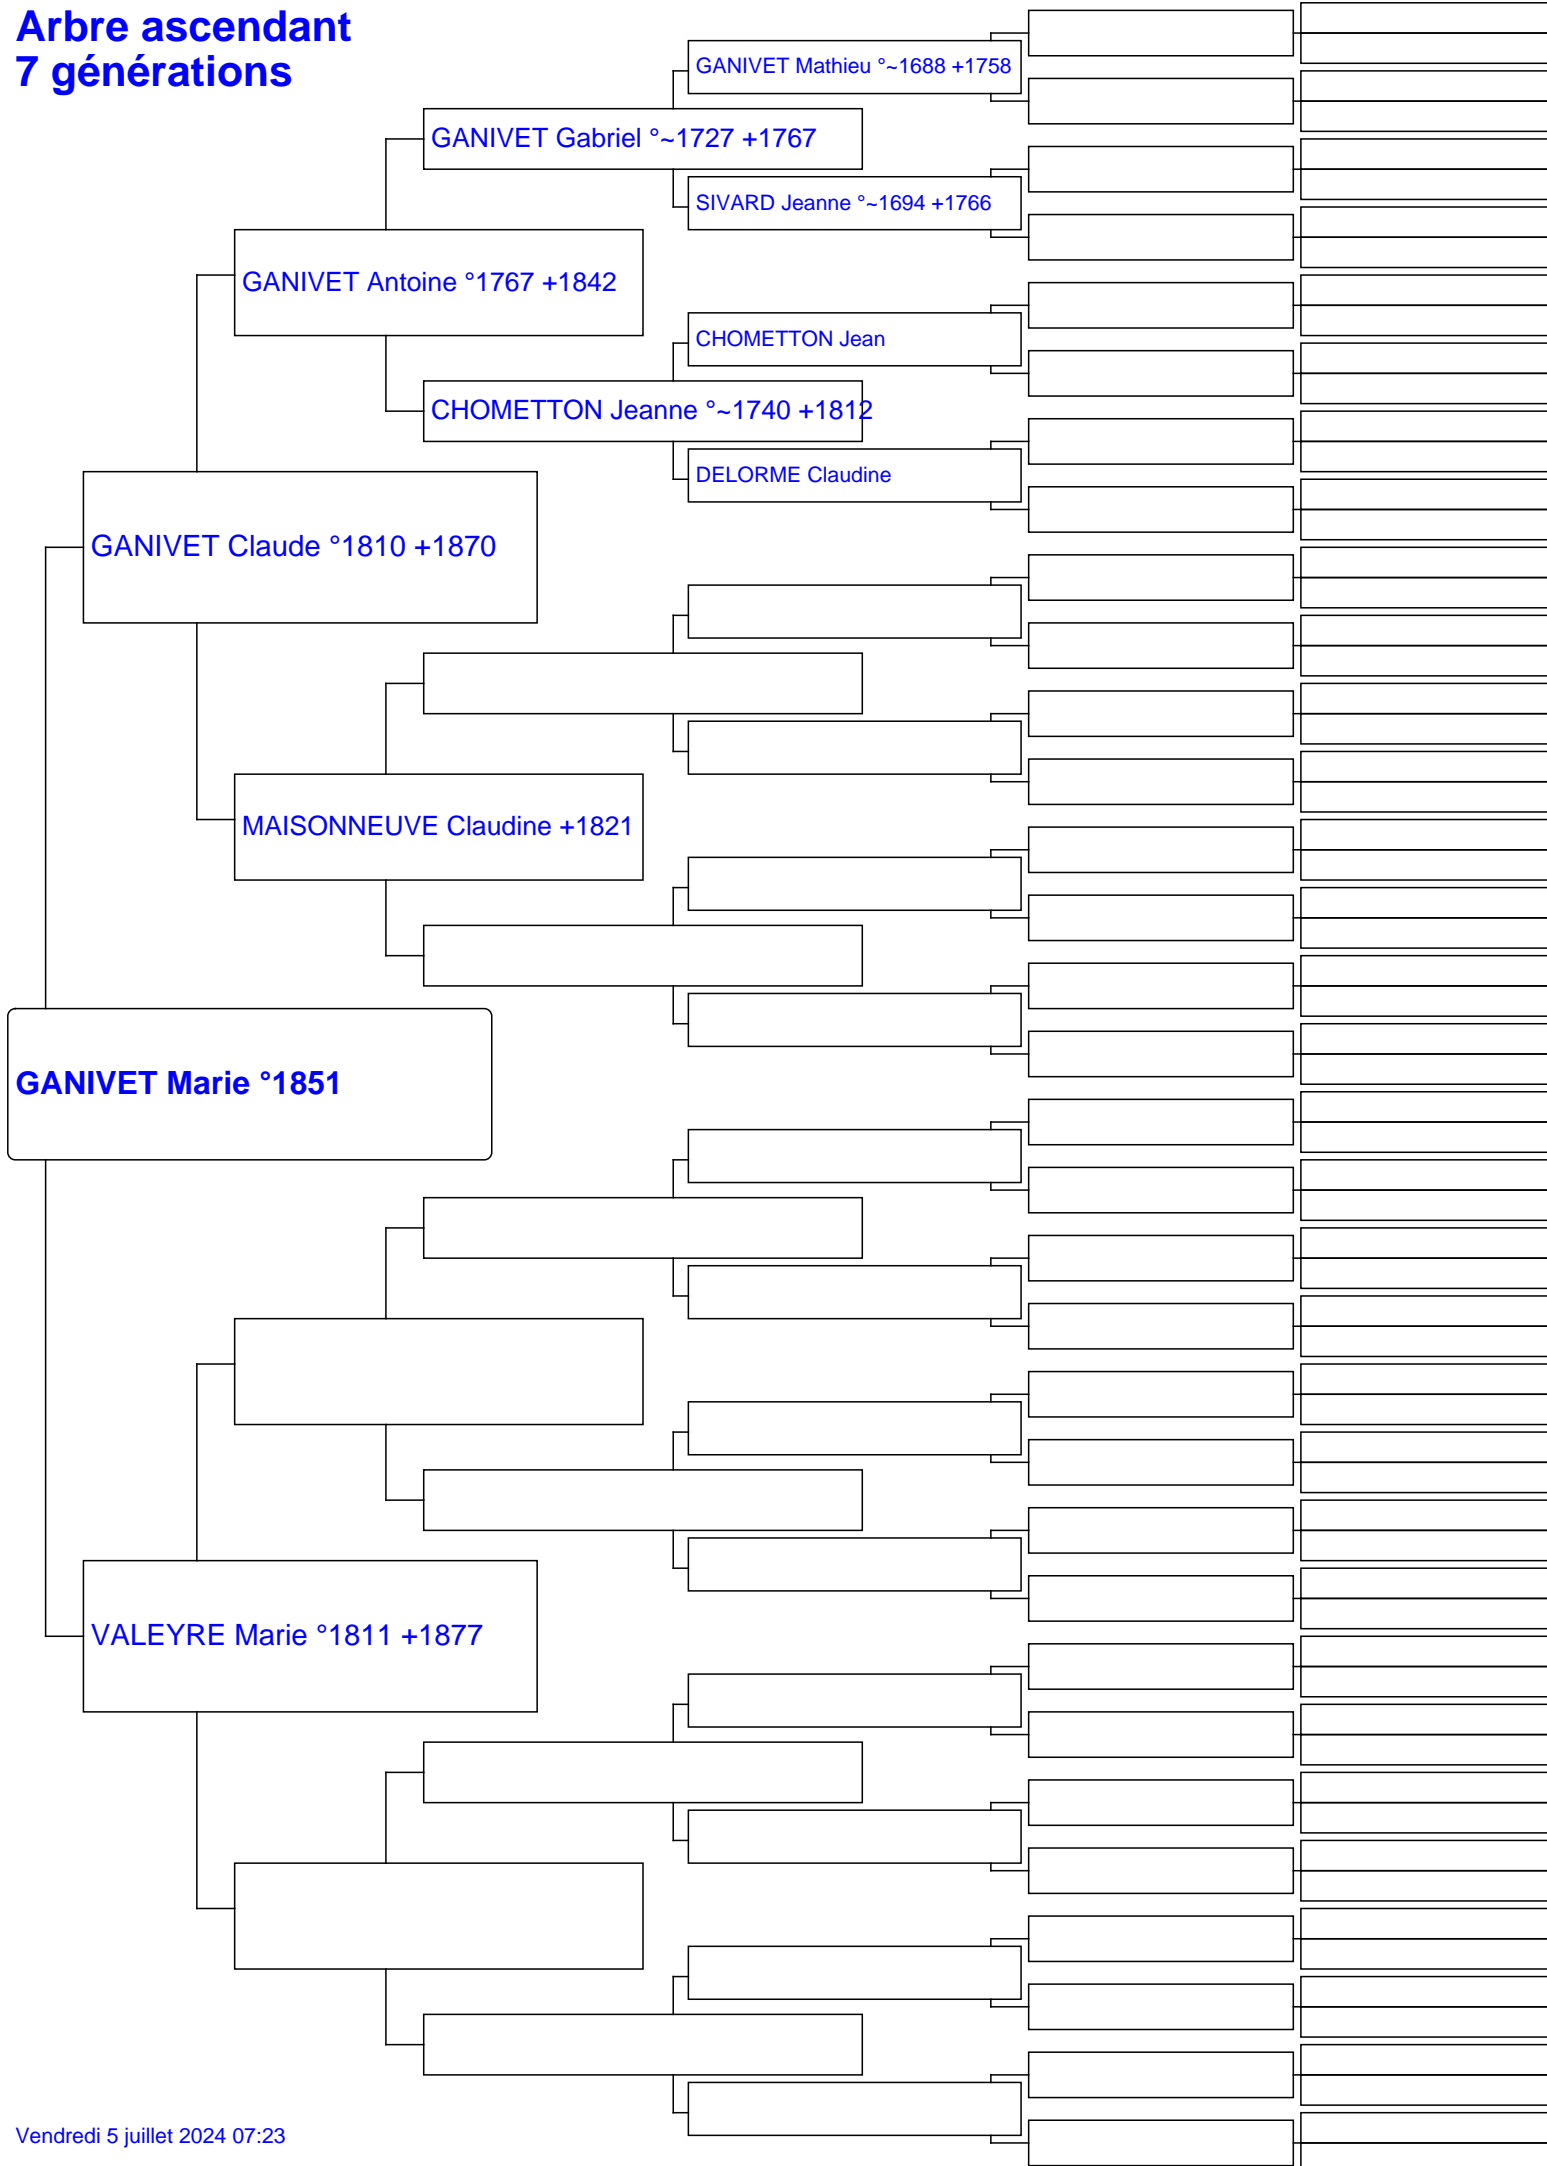 Arbre ascendant
7 générations
GANIVET Mathieu °~1688 +1758
GANIVET Gabriel °~1727 +1767
SIVARD Jeanne °~1694 +1766
GANIVET Antoine °1767 +1842
CHOMETTON Jean
CHOMETTON Jeanne °~1740 +1812
DELORME Claudine
GANIVET Claude °1810 +1870
MAISONNEUVE Claudine +1821
GANIVET Marie °1851
VALEYRE Marie °1811 +1877
Vendredi 5 juillet 2024 07:23